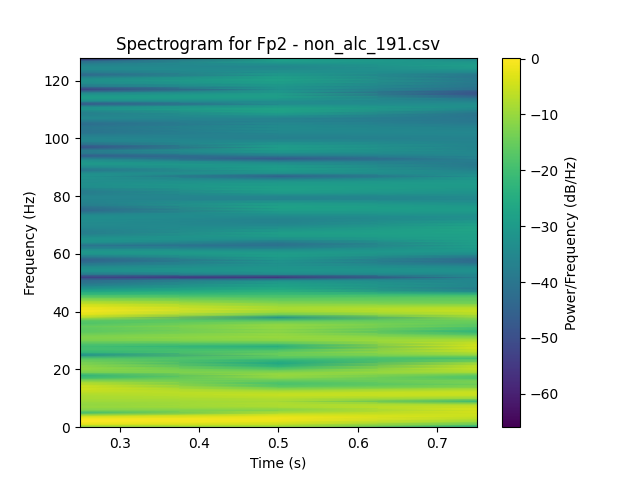 Spectrogram for Fp2 - non_alc_191.csv
120
100
80
60
40
20
0
Frequency (Hz)
0.3 0.4 0.5 0.6 0.7
Time (s)
0
−10
−20
−30
−40
−50
−60
Power/Frequency (dB/Hz)